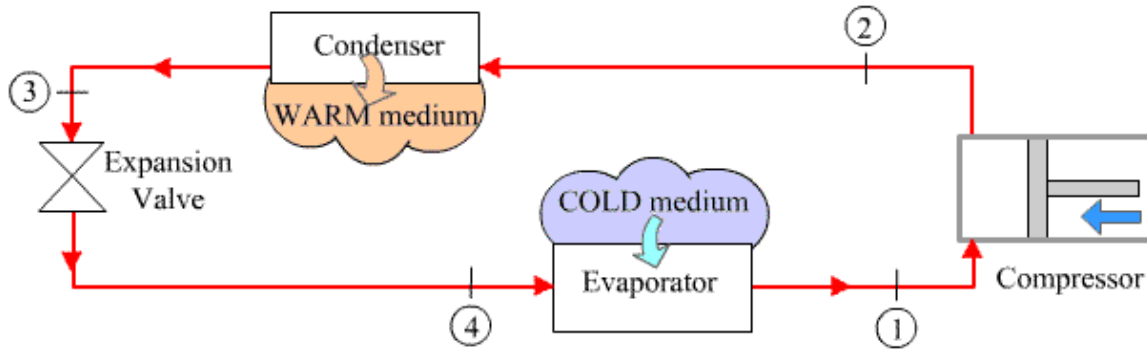 2
Condenser
3
WARM medium
Expansion
Valve
COLD medium
Evaporator
Compressor
4
1